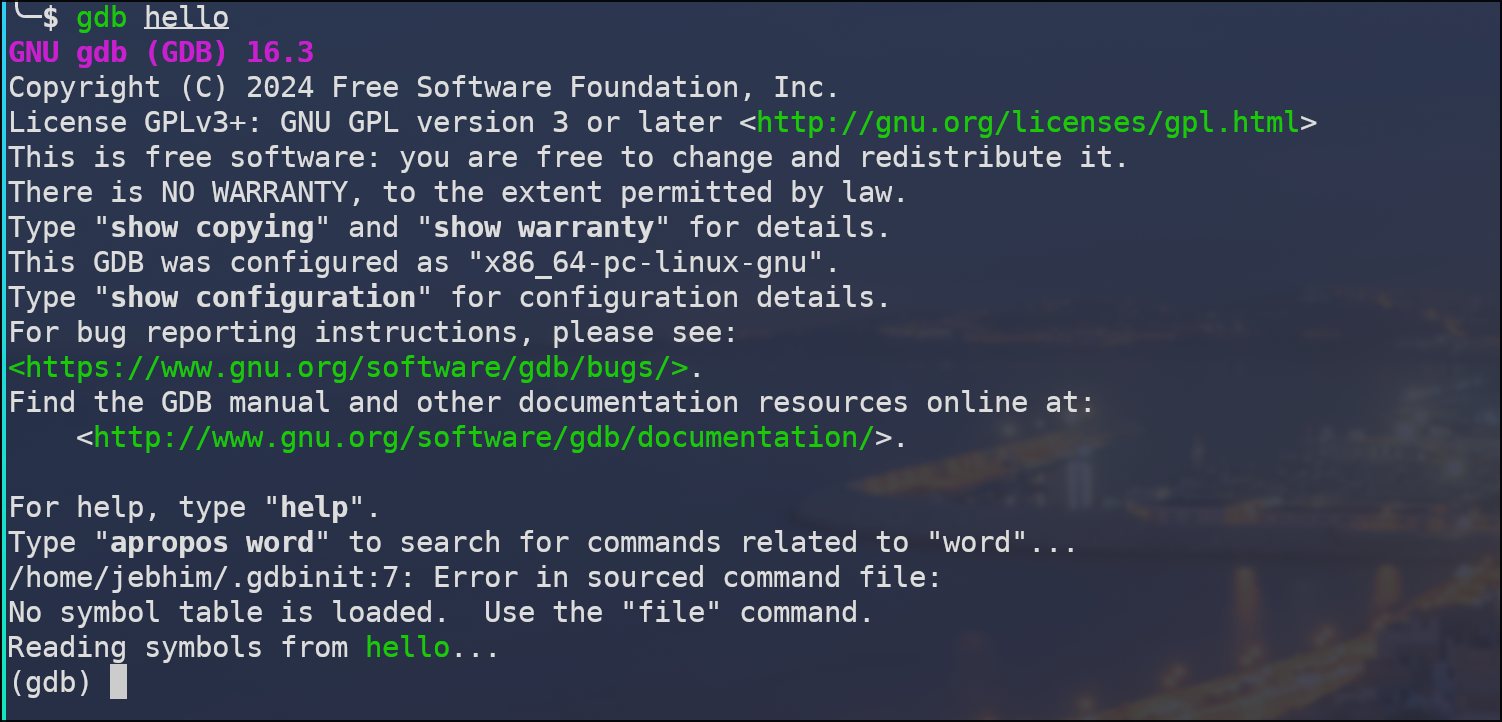 ╰─$ gdb hello
GNU gdb (GDB) 16.3
Copyright (C) 2024 Free Software Foundation, Inc.
License GPLv3+: GNU GPL version 3 or later <http://gnu.org/licenses/gpl.html>
This is free software: you are free to change and redistribute it.
There is NO WARRANTY, to the extent permitted by law.
Type "show copying" and "show warranty" for details.
This GDB was configured as "x86_64-pc-linux-gnu".
Type "show configuration" for configuration details.
For bug reporting instructions, please see:
<https://www.gnu.org/software/gdb/bugs/>.
Find the GDB manual and other documentation resources online at:
    <http://www.gnu.org/software/gdb/documentation/>.

For help, type "help".
Type "apropos word" to search for commands related to "word"...
/home/jebhim/.gdbinit:7: Error in sourced command file:
No symbol table is loaded.  Use the "file" command.
Reading symbols from hello...
(gdb)